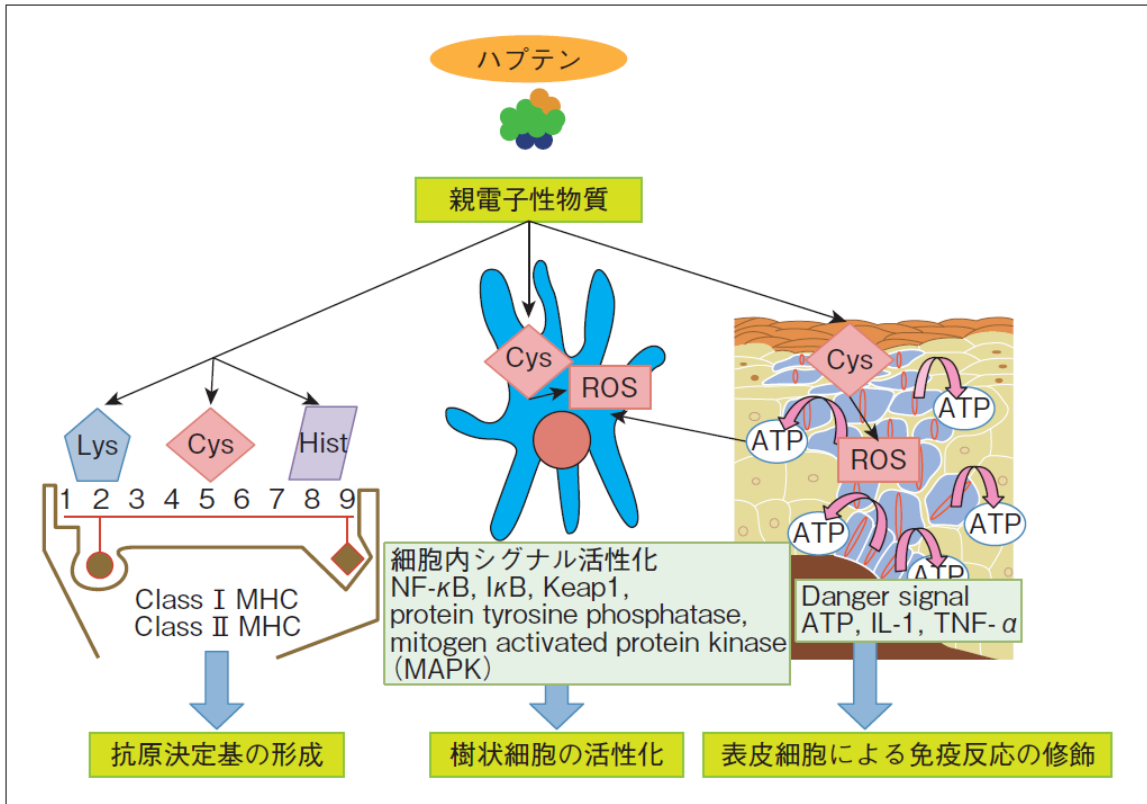 ハプテン
親電子性物質
Lys
Cys
Hist
1 2 3 4 5 6 7 8 9
Class Ⅰ MHC
Class Ⅱ MHC
抗原決定基の形成
Cys
ROS
細胞内シグナル活性化
NF-κB, IκB, Keap1,
protein tyrosine phosphatase,
mitogen activated protein kinase
(MAPK)
樹状細胞の活性化
Cys
ATP
ATP
ROS
ATP
ATP
ATP
Danger signal
ATP, IL-1, TNF-α
表皮細胞による免疫反応の修飾